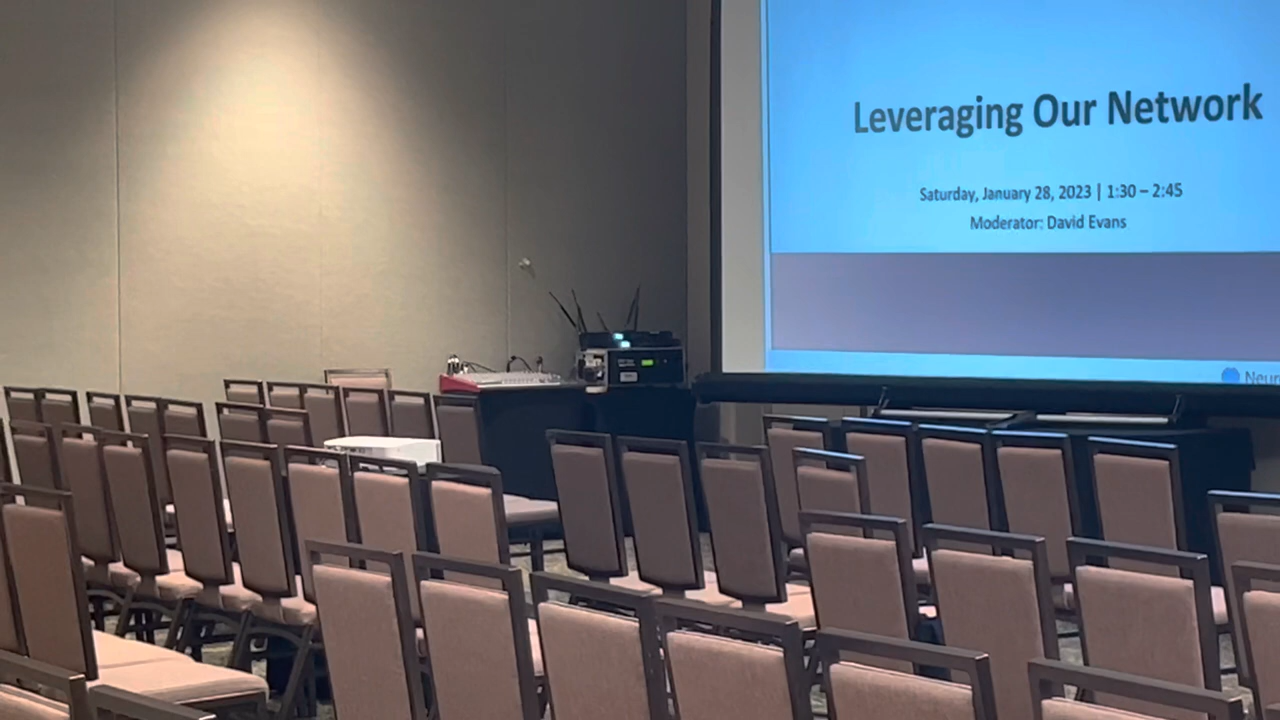 Leveraging Our Network
Saturday, January 28, 2023 | 1:30 – 2:45
Moderator: David Evans